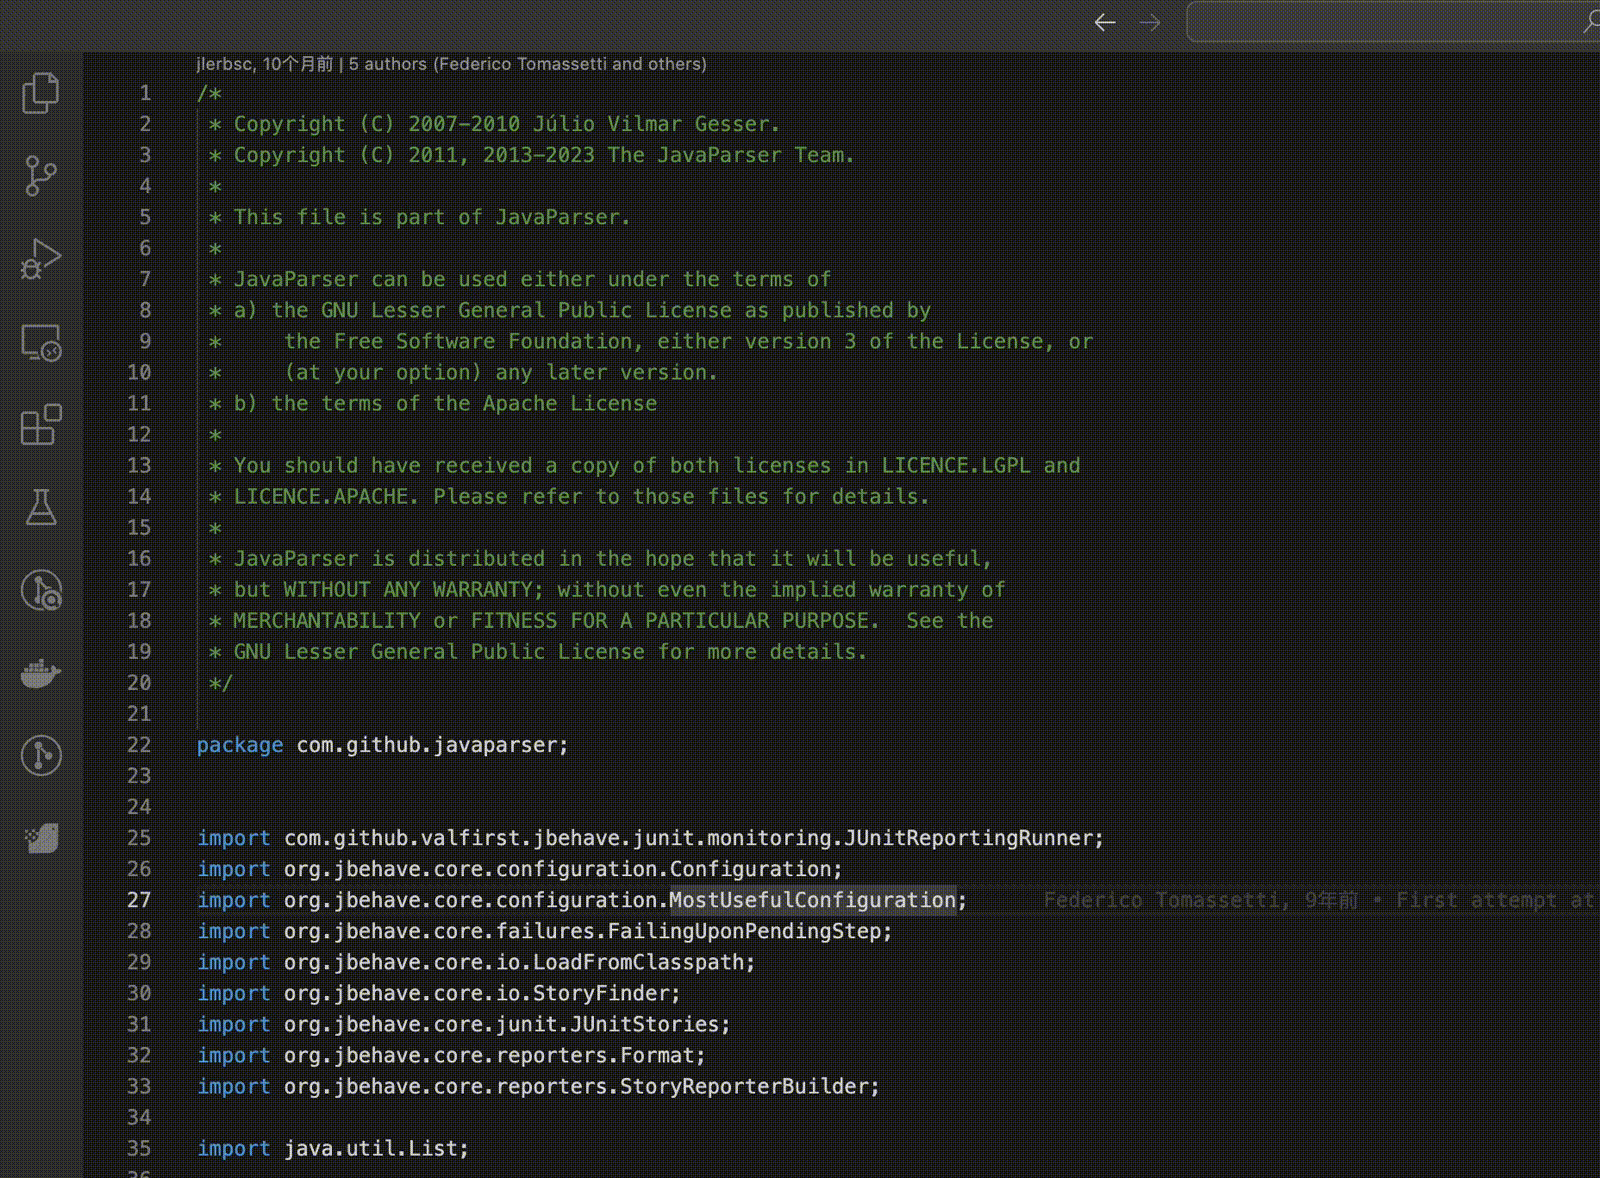 jlerbsc, 10个月前 | 5 authors (Federico Tomassetti and others)
1 /*
2 * Copyright (C) 2007-2010 Júlio Vilmar Gesser.
3 * Copyright (C) 2011, 2013-2023 The JavaParser Team.
4 *
5 * This file is part of JavaParser.
6 *
7 * JavaParser can be used either under the terms of
8 * a) the GNU Lesser General Public License as published by
9 *     the Free Software Foundation, either version 3 of the License, or
10 *     (at your option) any later version.
11 * b) the terms of the Apache License
12 *
13 * You should have received a copy of both licenses in LICENCE.LGPL and
14 * LICENCE.APACHE. Please refer to those files for details.
15 *
16 * JavaParser is distributed in the hope that it will be useful,
17 * but WITHOUT ANY WARRANTY; without even the implied warranty of
18 * MERCHANTABILITY or FITNESS FOR A PARTICULAR PURPOSE.  See the
19 * GNU Lesser General Public License for more details.
20 */
21
22 package com.github.javaparser;
23
24
25 import com.github.valfirst.jbehave.junit.monitoring.JUnitReportingRunner;
26 import org.jbehave.core.configuration.Configuration;
27 import org.jbehave.core.configuration.MostUsefulConfiguration; Federico Tomassetti, 9年前 • First attempt at
28 import org.jbehave.core.failures.FailingUponPendingStep;
29 import org.jbehave.core.io.LoadFromClasspath;
30 import org.jbehave.core.io.StoryFinder;
31 import org.jbehave.core.junit.JUnitStories;
32 import org.jbehave.core.reporters.Format;
33 import org.jbehave.core.reporters.StoryReporterBuilder;
34
35 import java.util.List;